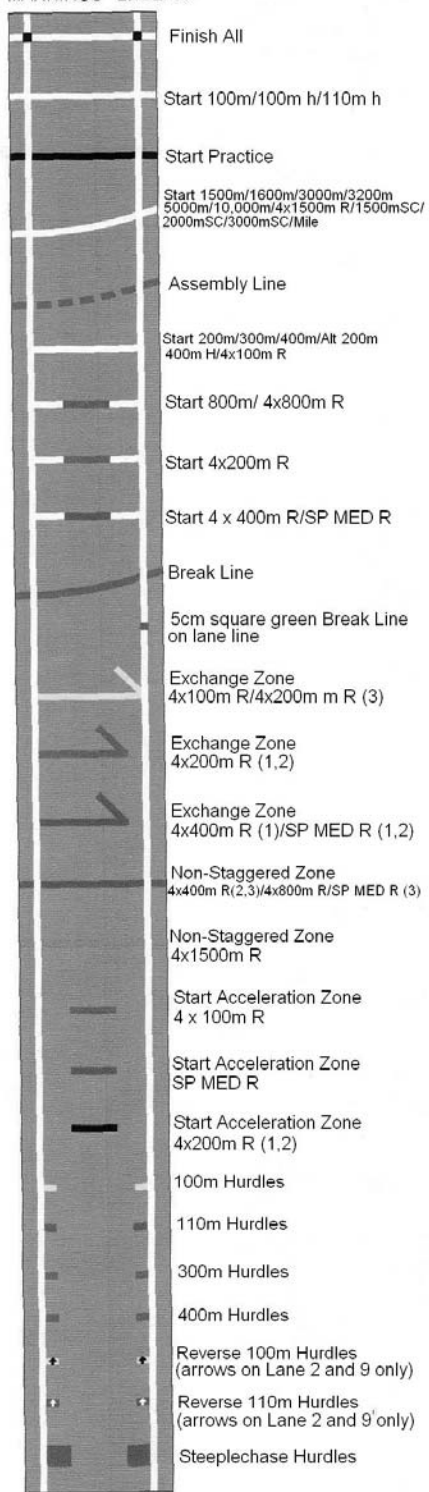 Finish All
Start 100m/100m h/110m h
Start Practice
Start 1500m/1600m/3000m/3200m
5000m/10,000m/4x1500m R/1500mSC/
2000mSC/3000mSC/Mile
Assembly Line
Start 200m/300m/400m/Alt 200m
400m H/4x100m R
Start 800m/ 4x800m R
Start 4x200m R
Start 4 x 400m R/SP MED R
Break Line
5cm square green Break Line
on lane line
Exchange Zone
4x100m R/4x200m m R (3)
Exchange Zone
4x200m R (1,2)
Exchange Zone
4x400m R (1)/SP MED R (1,2)
Non-Staggered Zone
4x400m R(2,3)/4x800m R/SP MED R (3)
Non-Staggered Zone
4x1500m R
Start Acceleration Zone
4 x 100m R
Start Acceleration Zone
SP MED R
Start Acceleration Zone
4x200m R (1,2)
100m Hurdles
110m Hurdles
300m Hurdles
400m Hurdles
Reverse 100m Hurdles
(arrows on Lane 2 and 9 only)
Reverse 110m Hurdles
(arrows on Lane 2 and 9 only)
Steeplechase Hurdles